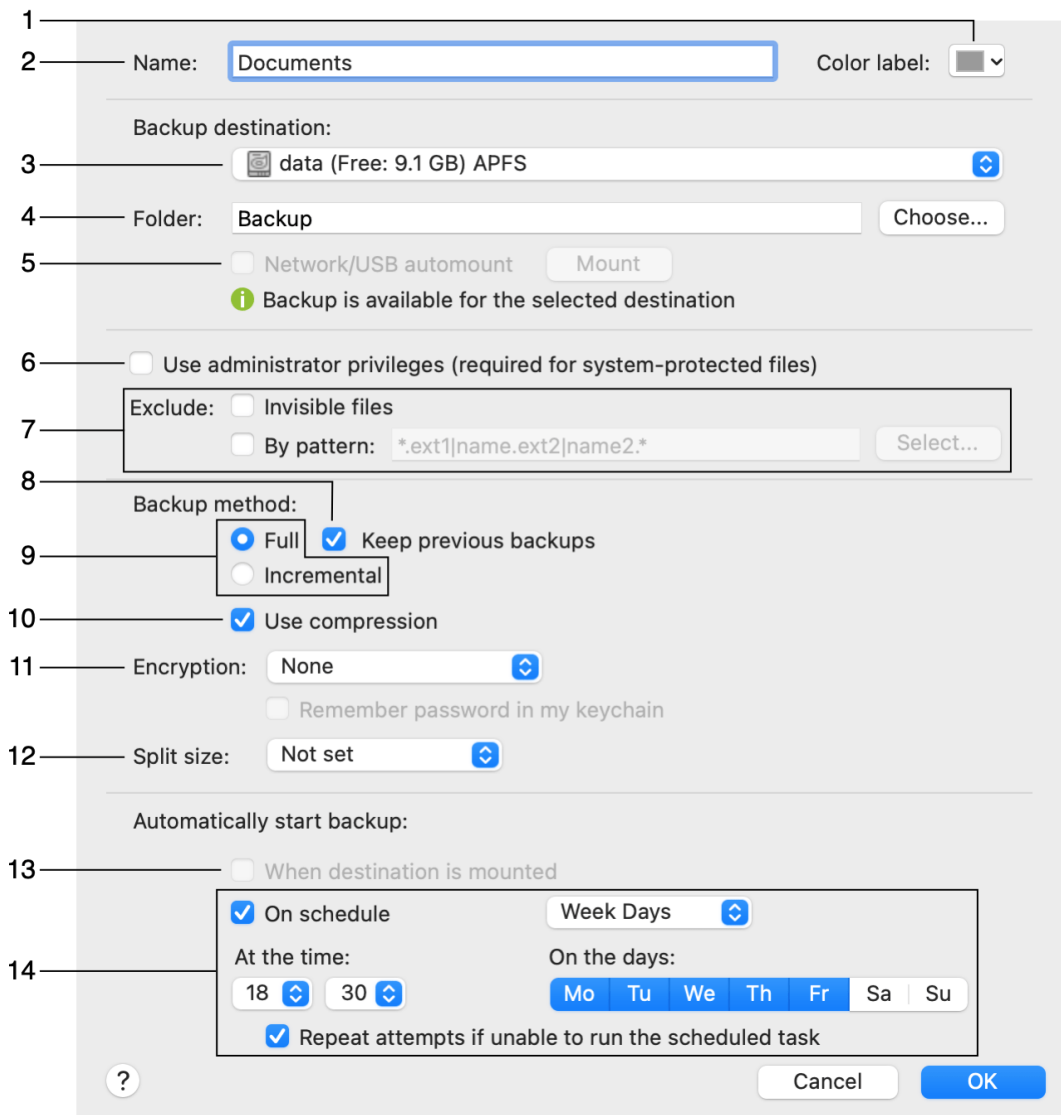 1
2 Name: Documents Color label:
Backup destination:
3 data (Free: 9.1 GB) APFS
4 Folder: Backup Choose...
5 Network/USB automount Mount
Backup is available for the selected destination
6 Use administrator privileges (required for system-protected files)
Exclude: Invisible files
7
By pattern: *.ext1|name.ext2|name2.* Select...
8
Backup method:
Full Keep previous backups
9
Incremental
10 Use compression
11 Encryption: None
Remember password in my keychain
12 Split size: Not set
Automatically start backup:
13 When destination is mounted
On schedule Week Days
At the time: On the days:
14
18 30 Mo Tu We Th Fr Sa Su
Repeat attempts if unable to run the scheduled task
? Cancel OK